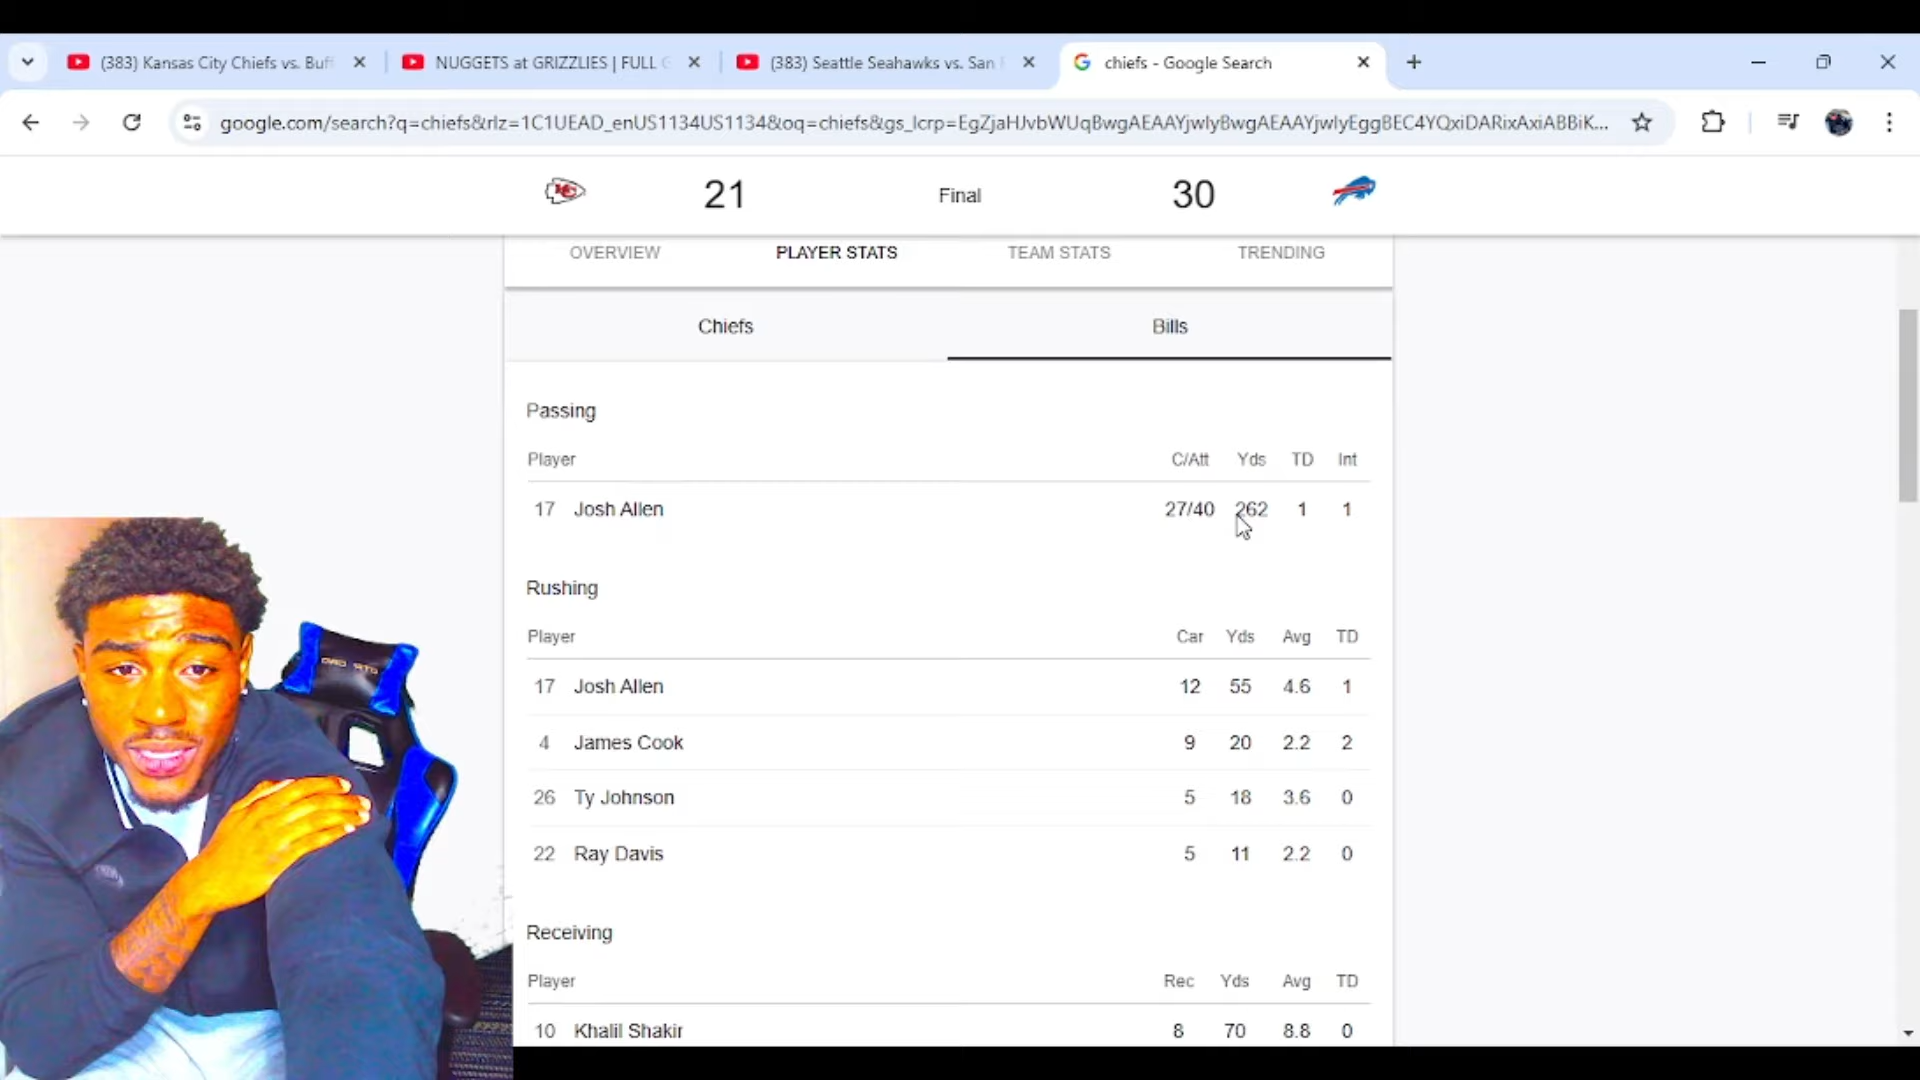 (383) Kansas City Chiefs vs. Buf
NUGGETS at GRIZZLIES | FULL G
(383) Seattle Seahawks vs. San F
chiefs - Google Search
google.com/search?q=chiefs&rlz=1C1UEAD_enUS1134US1134&oq=chiefs&gs_lcrp=EgZjaHJvbWUqBwgAEAAYjwIyBwgAEAAYjwIyEggBEC4YQxiDARixAxiABBiK...
KC
21
Final
30
OVERVIEW
PLAYER STATS
TEAM STATS
TRENDING
Chiefs
Bills
Passing
Player C/Att Yds TD Int
17 Josh Allen 27/40 262 1 1
Rushing
Player Car Yds Avg TD
17 Josh Allen 12 55 4.6 1
4 James Cook 9 20 2.2 2
26 Ty Johnson 5 18 3.6 0
22 Ray Davis 5 11 2.2 0
Receiving
Player Rec Yds Avg TD
10 Khalil Shakir 8 70 8.8 0